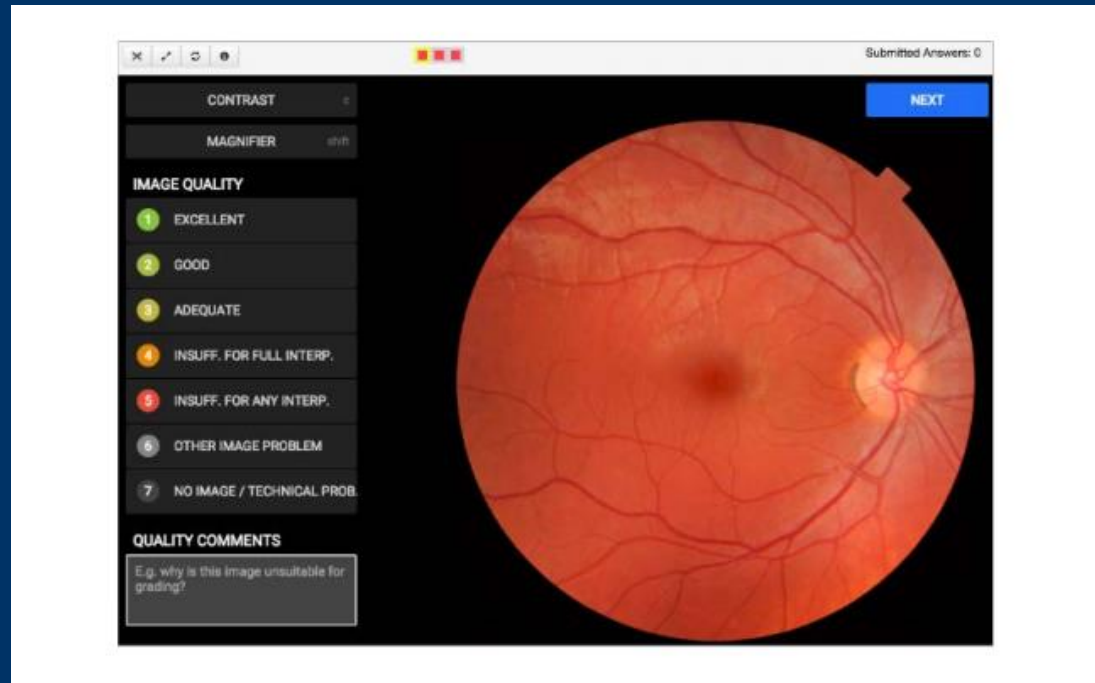 Submitted Answers: 0
CONTRAST c
NEXT
MAGNIFIER shift
IMAGE QUALITY
1 EXCELLENT
2 GOOD
3 ADEQUATE
4 INSUFF. FOR FULL INTERP.
5 INSUFF. FOR ANY INTERP.
6 OTHER IMAGE PROBLEM
7 NO IMAGE / TECHNICAL PROB.
QUALITY COMMENTS
E.g. why is this image unsuitable for
grading?